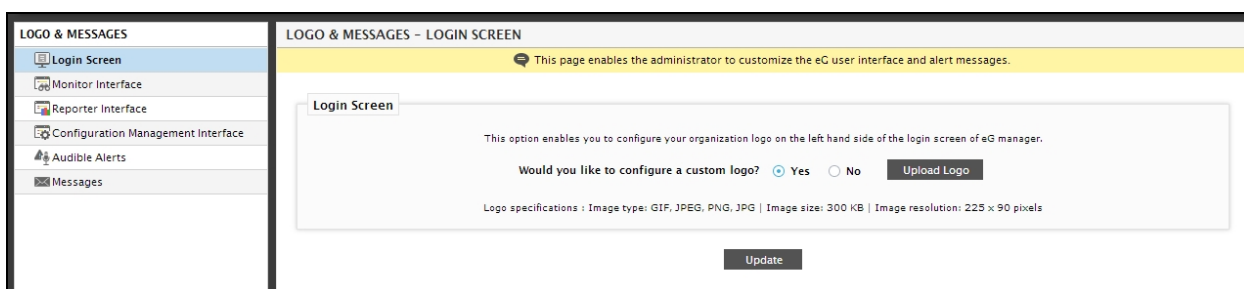 LOGO & MESSAGES
Login Screen
Monitor Interface
Reporter Interface
Configuration Management Interface
Audible Alerts
Messages
LOGO & MESSAGES - LOGIN SCREEN
This page enables the administrator to customize the eG user interface and alert messages.
Login Screen
This option enables you to configure your organization logo on the left hand side of the login screen of eG manager.
Would you like to configure a custom logo? Yes No Upload Logo
Logo specifications : Image type: GIF, JPEG, PNG, JPG | Image size: 300 KB | Image resolution: 225 x 90 pixels
Update